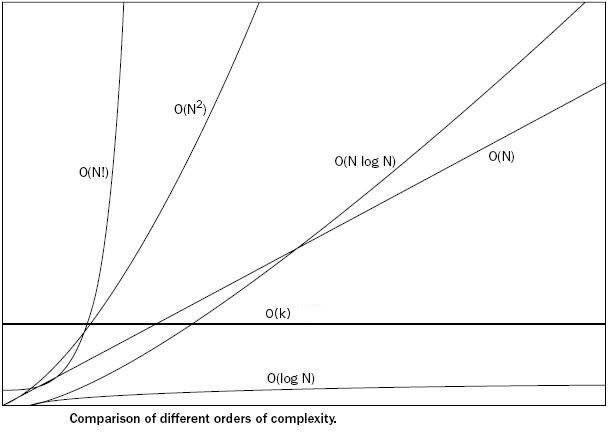 O(N²)
O(N!)
O(N log N)
O(N)
O(k)
O(log N)
Comparison of different orders of complexity.